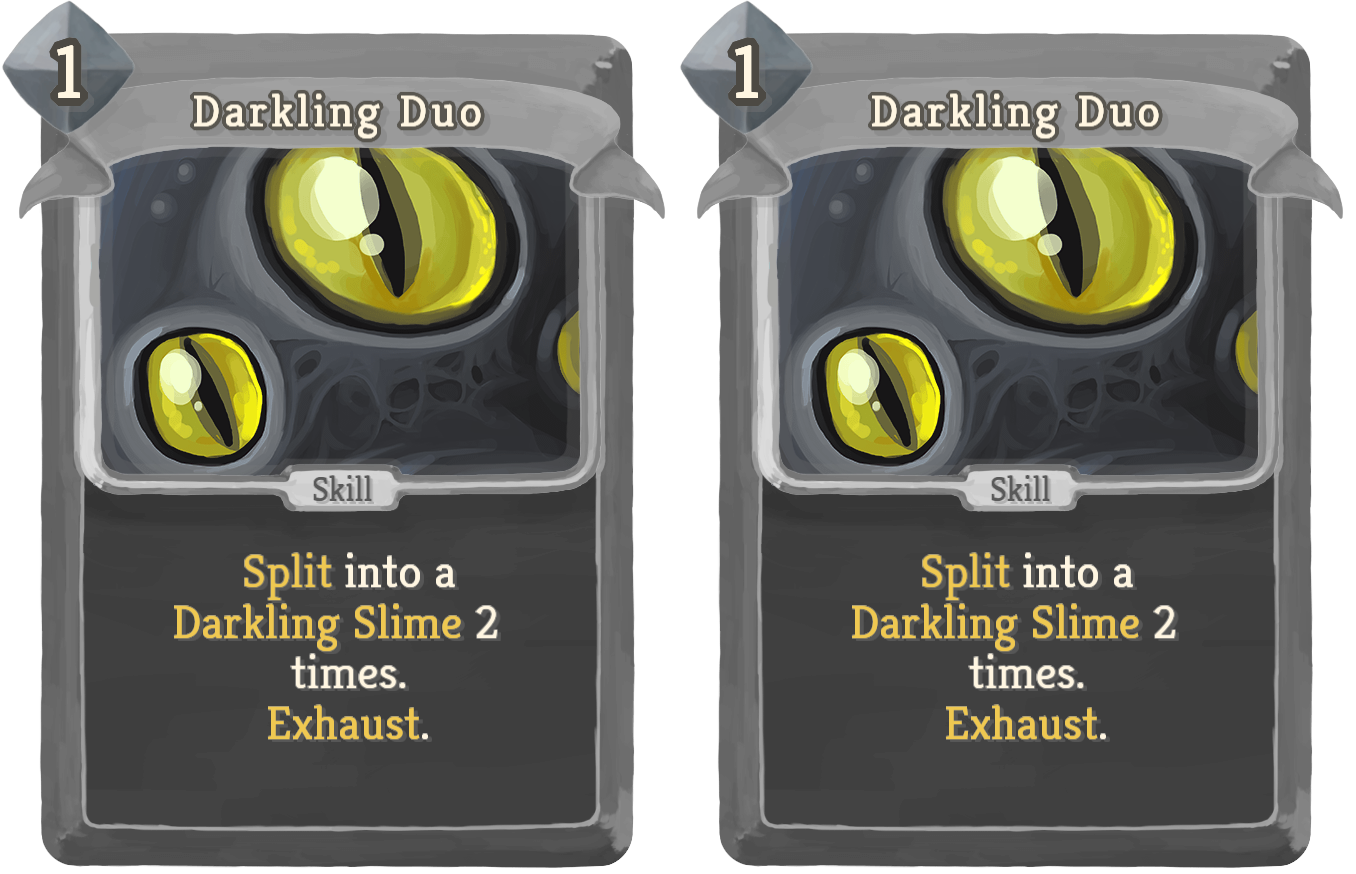 1
Darkling Duo
Skill
Split into a
Darkling Slime 2
times.
Exhaust.
1
Darkling Duo
Skill
Split into a
Darkling Slime 2
times.
Exhaust.